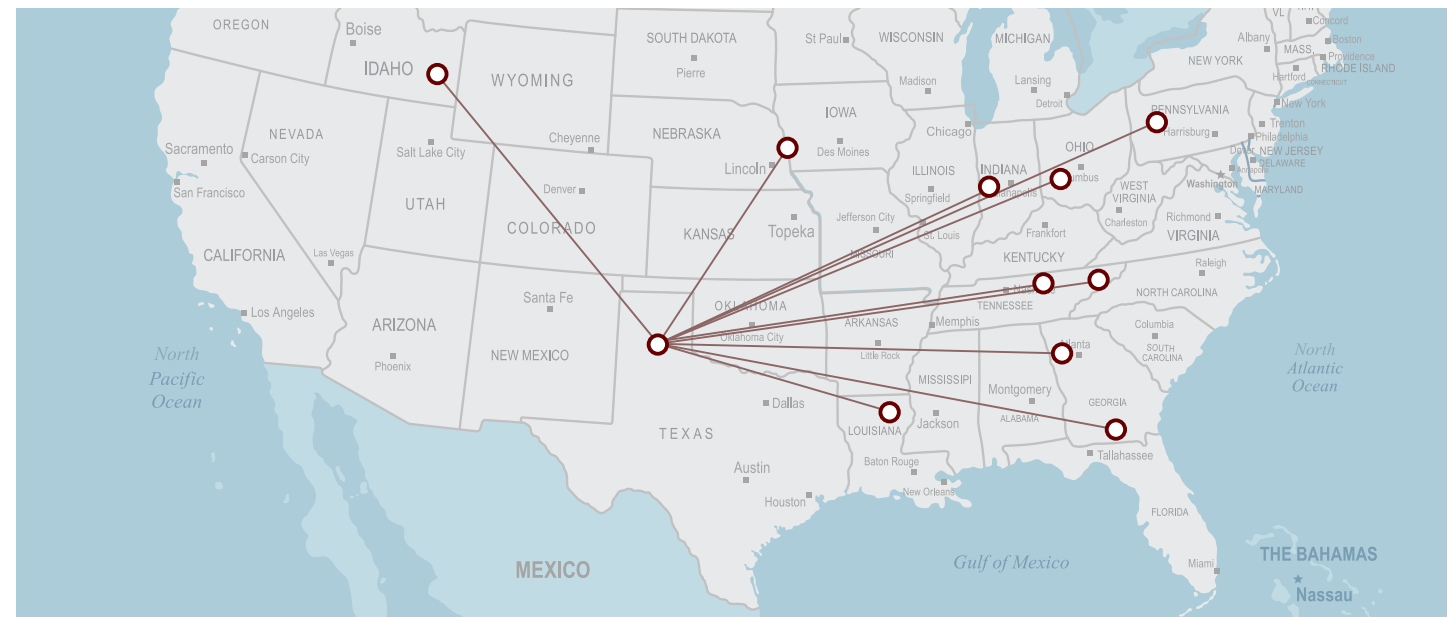 OREGON
Boise
IDAHO
WYOMING
SOUTH DAKOTA
Pierre
St Paul
WISCONSIN
Madison
MICHIGAN
Lansing
Detroit
Albany
Concord
Boston
MASS.
Providence
RHODE ISLAND
NEW YORK
Hartford
CONNECTICUT
New York
NEVADA
Sacramento
Carson City
San Francisco
Salt Lake City
UTAH
Cheyenne
Denver
COLORADO
NEBRASKA
Lincoln
IOWA
Des Moines
Chicago
ILLINOIS
Springfield
INDIANA
OHIO
PENNSYLVANIA
Harrisburg
Trenton
Philadelphia
Dover
NEW JERSEY
DELAWARE
Annapolis
Washington
MARYLAND
WEST
VIRGINIA
Charleston
Richmond
VIRGINIA
CALIFORNIA
Las Vegas
Los Angeles
KANSAS
Topeka
Jefferson City
MISSOURI
St. Louis
Frankfort
KENTUCKY
Raleigh
NORTH CAROLINA
ARIZONA
Phoenix
Santa Fe
NEW MEXICO
OKLAHOMA
Oklahoma City
ARKANSAS
Little Rock
Memphis
TENNESSEE
Columbia
SOUTH
CAROLINA
North
Pacific
Ocean
North
Atlantic
Ocean
TEXAS
Dallas
Austin
Houston
LOUISIANA
Baton Rouge
New Orleans
MISSISSIPPI
Jackson
Montgomery
ALABAMA
GEORGIA
Tallahassee
FLORIDA
Miami
MEXICO
Gulf of Mexico
THE BAHAMAS
Nassau